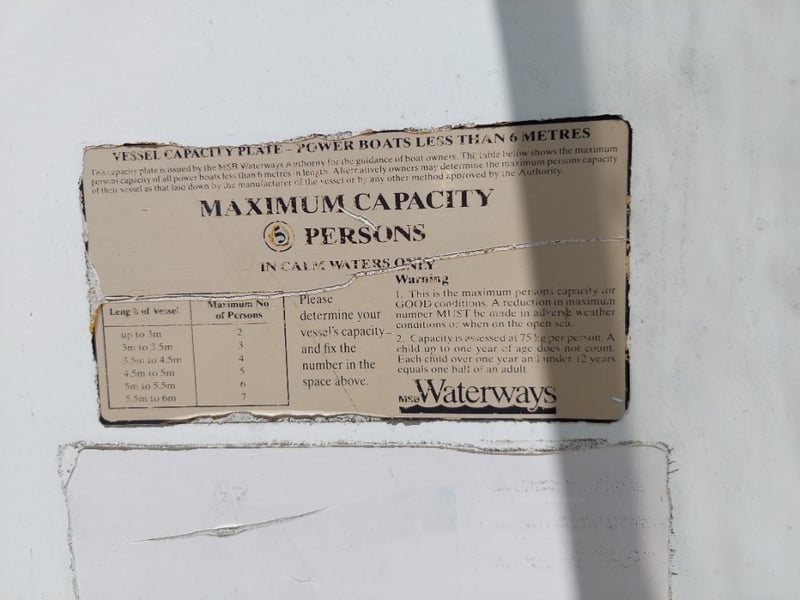 VESSEL CAPACITY PLATE - POWER BOATS LESS THAN 6 METRES
This capacity plate is issued by the MSB Waterways Authority for the guidance of boat owners. The table below shows the maximum
persons capacity of all power boats less than 6 metres in length. Alternatively owners may determine the maximum persons capacity
of their vessel as that laid down by the manufacturer of the vessel or by any other method approved by the Authority.
MAXIMUM CAPACITY
5 PERSONS
IN CALM WATERS ONLY
Length of Vessel Maximum No of Persons
up to 3m 2
3m to 3.5m 3
3.5m to 4.5m 4
4.5m to 5m 5
5m to 5.5m 6
5.5m to 6m 7
Please
determine your
vessel's capacity
and fix the
number in the
space above.
Warning
1. This is the maximum persons capacity for
GOOD conditions. A reduction in maximum
number MUST be made in adverse weather
conditions or when on the open sea.
2. Capacity is assessed at 75 kg per person. A
child up to one year of age does not count.
Each child over one year and under 12 years
equals one half of an adult
MSB Waterways